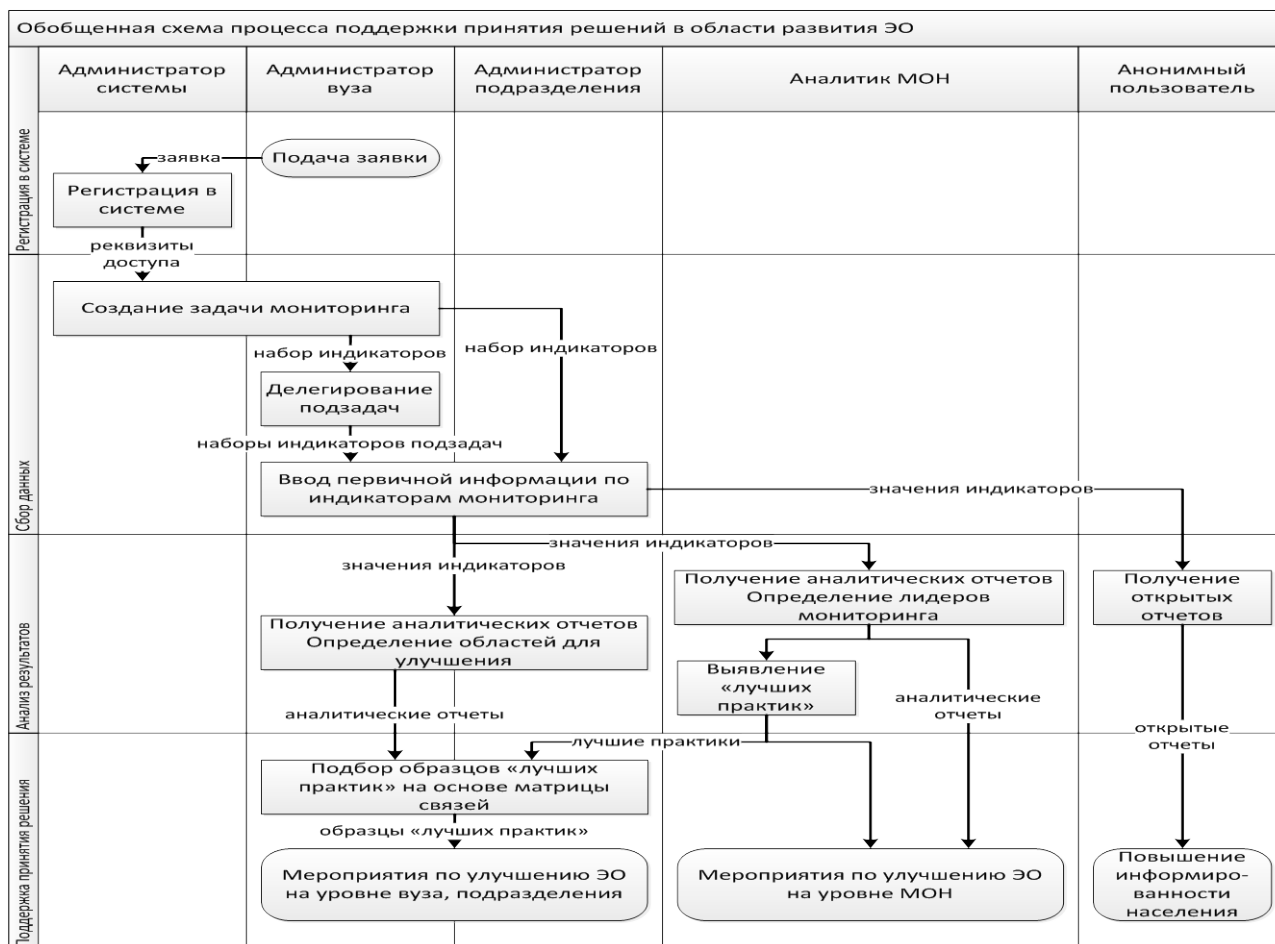 Обобщенная схема процесса поддержки принятия решений в области развития ЭО
Администратор
системы
Администратор
вуза
Администратор
подразделения
Аналитик МОН
Анонимный
пользователь
Регистрация в системе
заявка
Подача заявки
Регистрация в
системе
реквизиты
доступа
Сбор данных
Создание задачи мониторинга
набор индикаторов
набор индикаторов
Делегирование
подзадач
наборы индикаторов подзадач
Ввод первичной информации по
индикаторам мониторинга
значения индикаторов
значения индикаторов
значения индикаторов
Анализ результатов
Получение аналитических отчетов
Определение лидеров
мониторинга
Получение
открытых
отчетов
Получение аналитических отчетов
Определение областей для
улучшения
Выявление
«лучших
практик»
аналитические
отчеты
аналитические отчеты
открытые
отчеты
лучшие практики
Поддержка принятия решения
Подбор образцов «лучших
практик» на основе матрицы
связей
образцы «лучших практик»
Мероприятия по улучшению ЭО
на уровне вуза, подразделения
Мероприятия по улучшению ЭО
на уровне МОН
Повышение
информиро-
ванности
населения